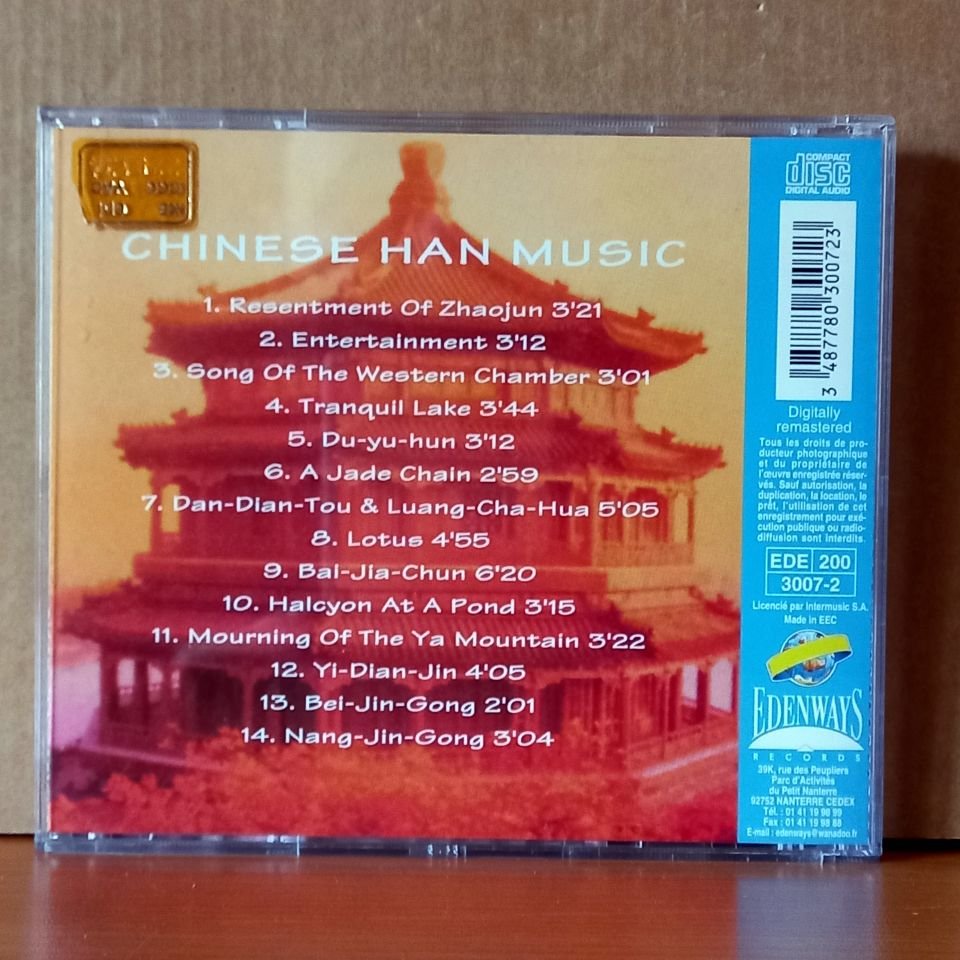 CHINESE HAN MUSIC
1. Resentment Of Zhaojun 3'21
2. Entertainment 3'12
3. Song Of The Western Chamber 3'01
4. Tranquil Lake 3'44
5. Du-yu-hun 3'12
6. A Jade Chain 2'59
7. Dan-Dian-Tou & Luang-Cha-Hua 5'05
8. Lotus 4'55
9. Bai-Jia-Chun 6'20
10. Halcyon At A Pond 3'15
11. Mourning Of The Ya Mountain 3'22
12. Yi-Dian-Jin 4'05
13. Bei-Jin-Gong 2'01
14. Nang-Jin-Gong 3'04
COMPACT
disc
DIGITAL AUDIO
3 487780 300723
Digitally
remastered
Tous les droits de pro-
ducteur photographique
et du propriétaire de
l'œuvre enregistrée réser-
vés. Sauf autorisation, la
duplication, la location, le
prêt, l'utilisation de cet
enregistrement pour exé-
cution publique ou radio-
diffusion sont interdits.
EDE 200
3007-2
Licencié par Intermusic S.A.
Made in EEC
EDENWAYS
RECORDS
39K, rue des Peupliers
Parc d'Activités
du Petit Nanterre
92752 NANTERRE CEDEX
Tél. : 01 41 19 98 99
Fax : 01 41 19 98 88
E-mail : edenways@wanadoo.fr